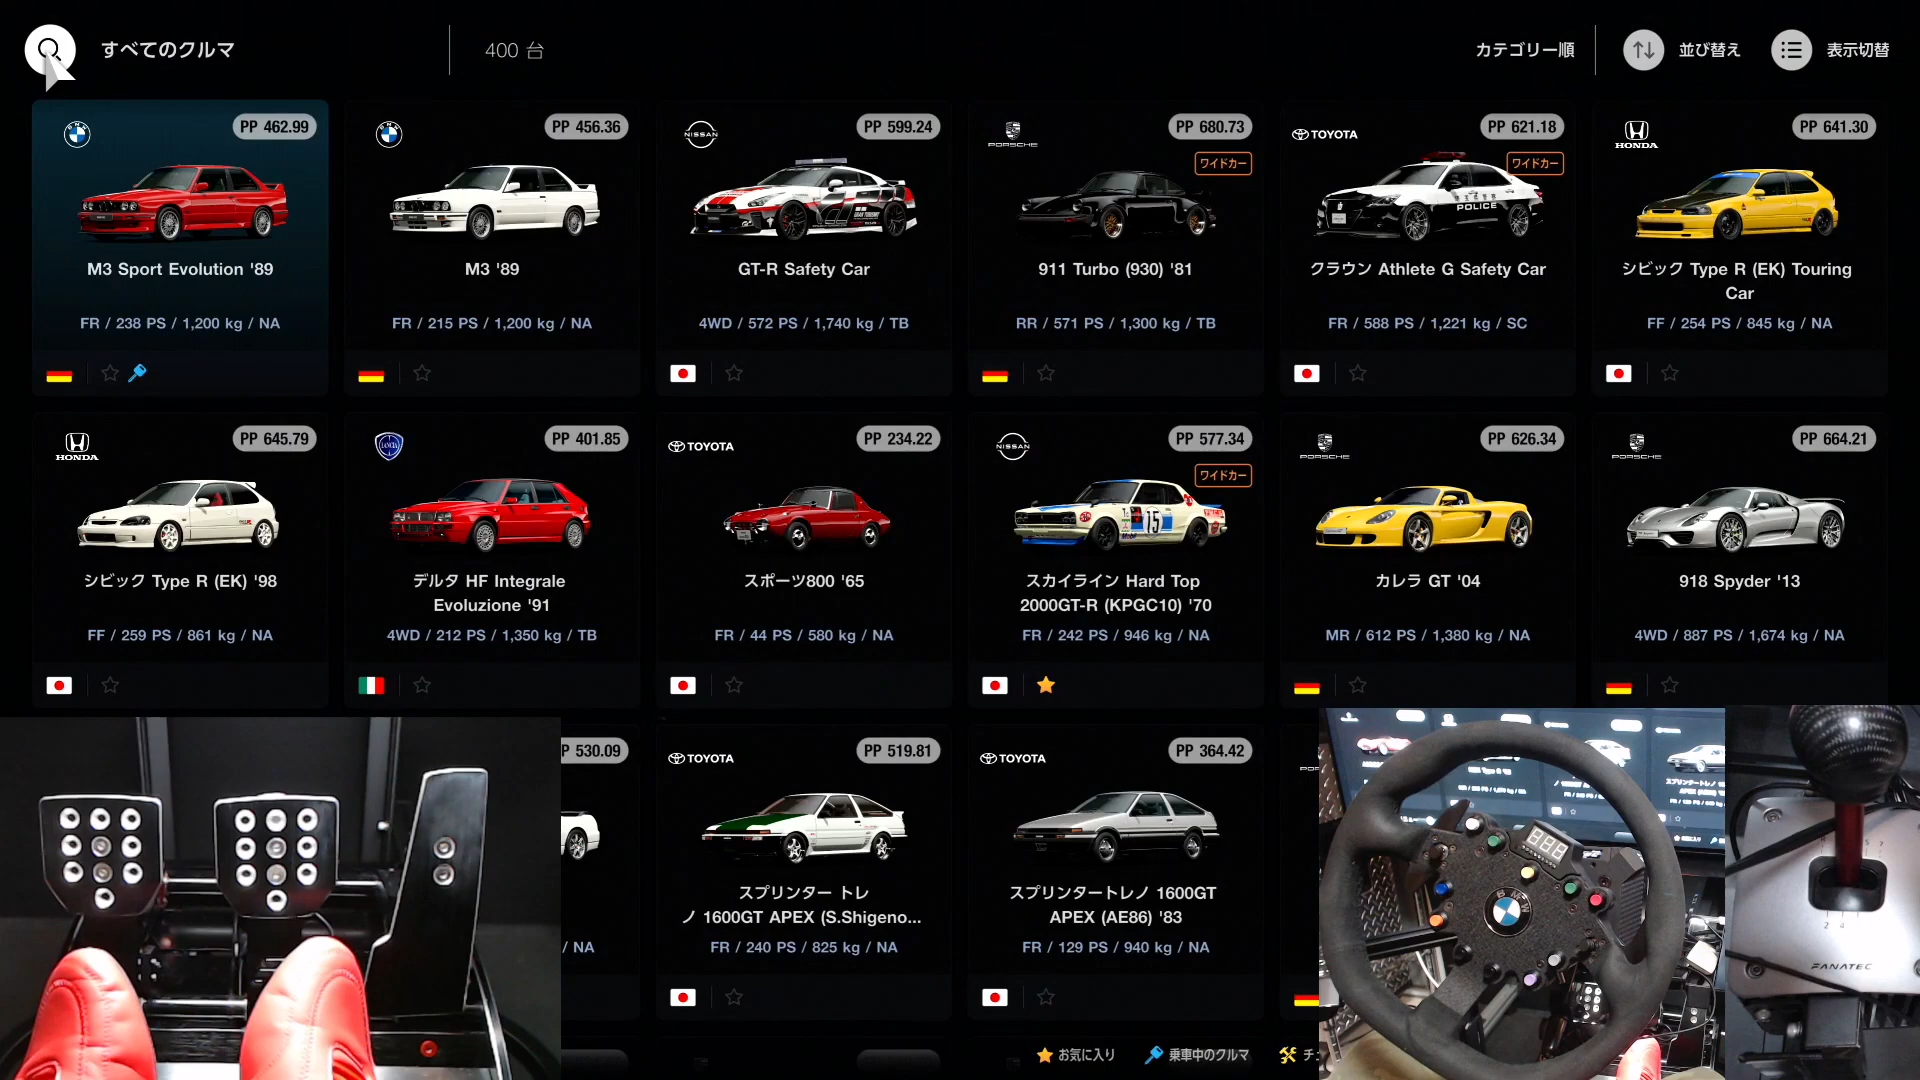 すべてのクルマ
400 台
カテゴリー順
並び替え
表示切替
PP 462.99
M3 Sport Evolution '89
FR / 238 PS / 1,200 kg / NA
PP 456.36
M3 '89
FR / 215 PS / 1,200 kg / NA
NISSAN
PP 599.24
GT-R Safety Car
4WD / 572 PS / 1,740 kg / TB
PORSCHE
PP 680.73
ワイドカー
911 Turbo (930) '81
RR / 571 PS / 1,300 kg / TB
TOYOTA
PP 621.18
ワイドカー
POLICE
クラウン Athlete G Safety Car
FR / 588 PS / 1,221 kg / SC
HONDA
PP 641.30
シビック Type R (EK) Touring
Car
FF / 254 PS / 845 kg / NA
HONDA
PP 645.79
シビック Type R (EK) '98
FF / 259 PS / 861 kg / NA
LANCIA
PP 401.85
デルタ HF Integrale
Evoluzione '91
4WD / 212 PS / 1,350 kg / TB
TOYOTA
PP 234.22
スポーツ800 '65
FR / 44 PS / 580 kg / NA
NISSAN
PP 577.34
ワイドカー
15
スカイライン Hard Top
2000GT-R (KPGC10) '70
FR / 242 PS / 946 kg / NA
PORSCHE
PP 626.34
カレラ GT '04
MR / 612 PS / 1,380 kg / NA
PORSCHE
PP 664.21
918 Spyder '13
4WD / 887 PS / 1,674 kg / NA
P 530.09
/ NA
TOYOTA
PP 519.81
スプリンター トレ
ノ 1600GT APEX (S.Shigeno...
FR / 240 PS / 825 kg / NA
TOYOTA
PP 364.42
スプリンタートレノ 1600GT
APEX (AE86) '83
FR / 129 PS / 940 kg / NA
お気に入り
乗車中のクルマ
BMW
FANATEC